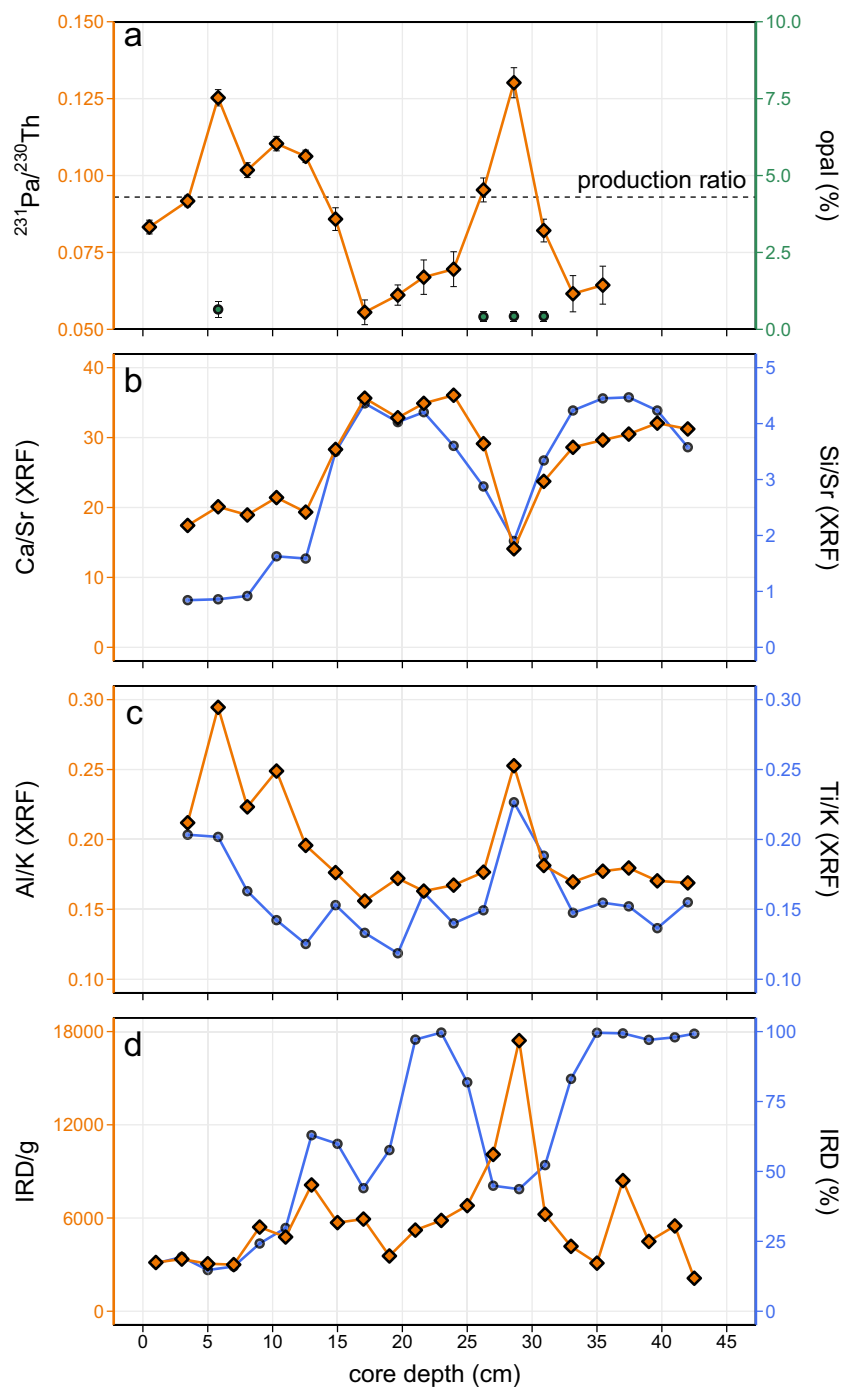 a
0.150
0.125
0.100
0.075
0.050
²³¹Pa/²³⁰Th
production ratio
10.0
7.5
5.0
2.5
0.0
opal (%)
b
40
30
20
10
0
Ca/Sr (XRF)
5
4
3
2
1
0
Si/Sr (XRF)
c
0.30
0.25
0.20
0.15
0.10
Al/K (XRF)
0.30
0.25
0.20
0.15
0.10
Ti/K (XRF)
d
18000
12000
6000
0
IRD/g
100
75
50
25
0
IRD (%)
0 5 10 15 20 25 30 35 40 45
core depth (cm)